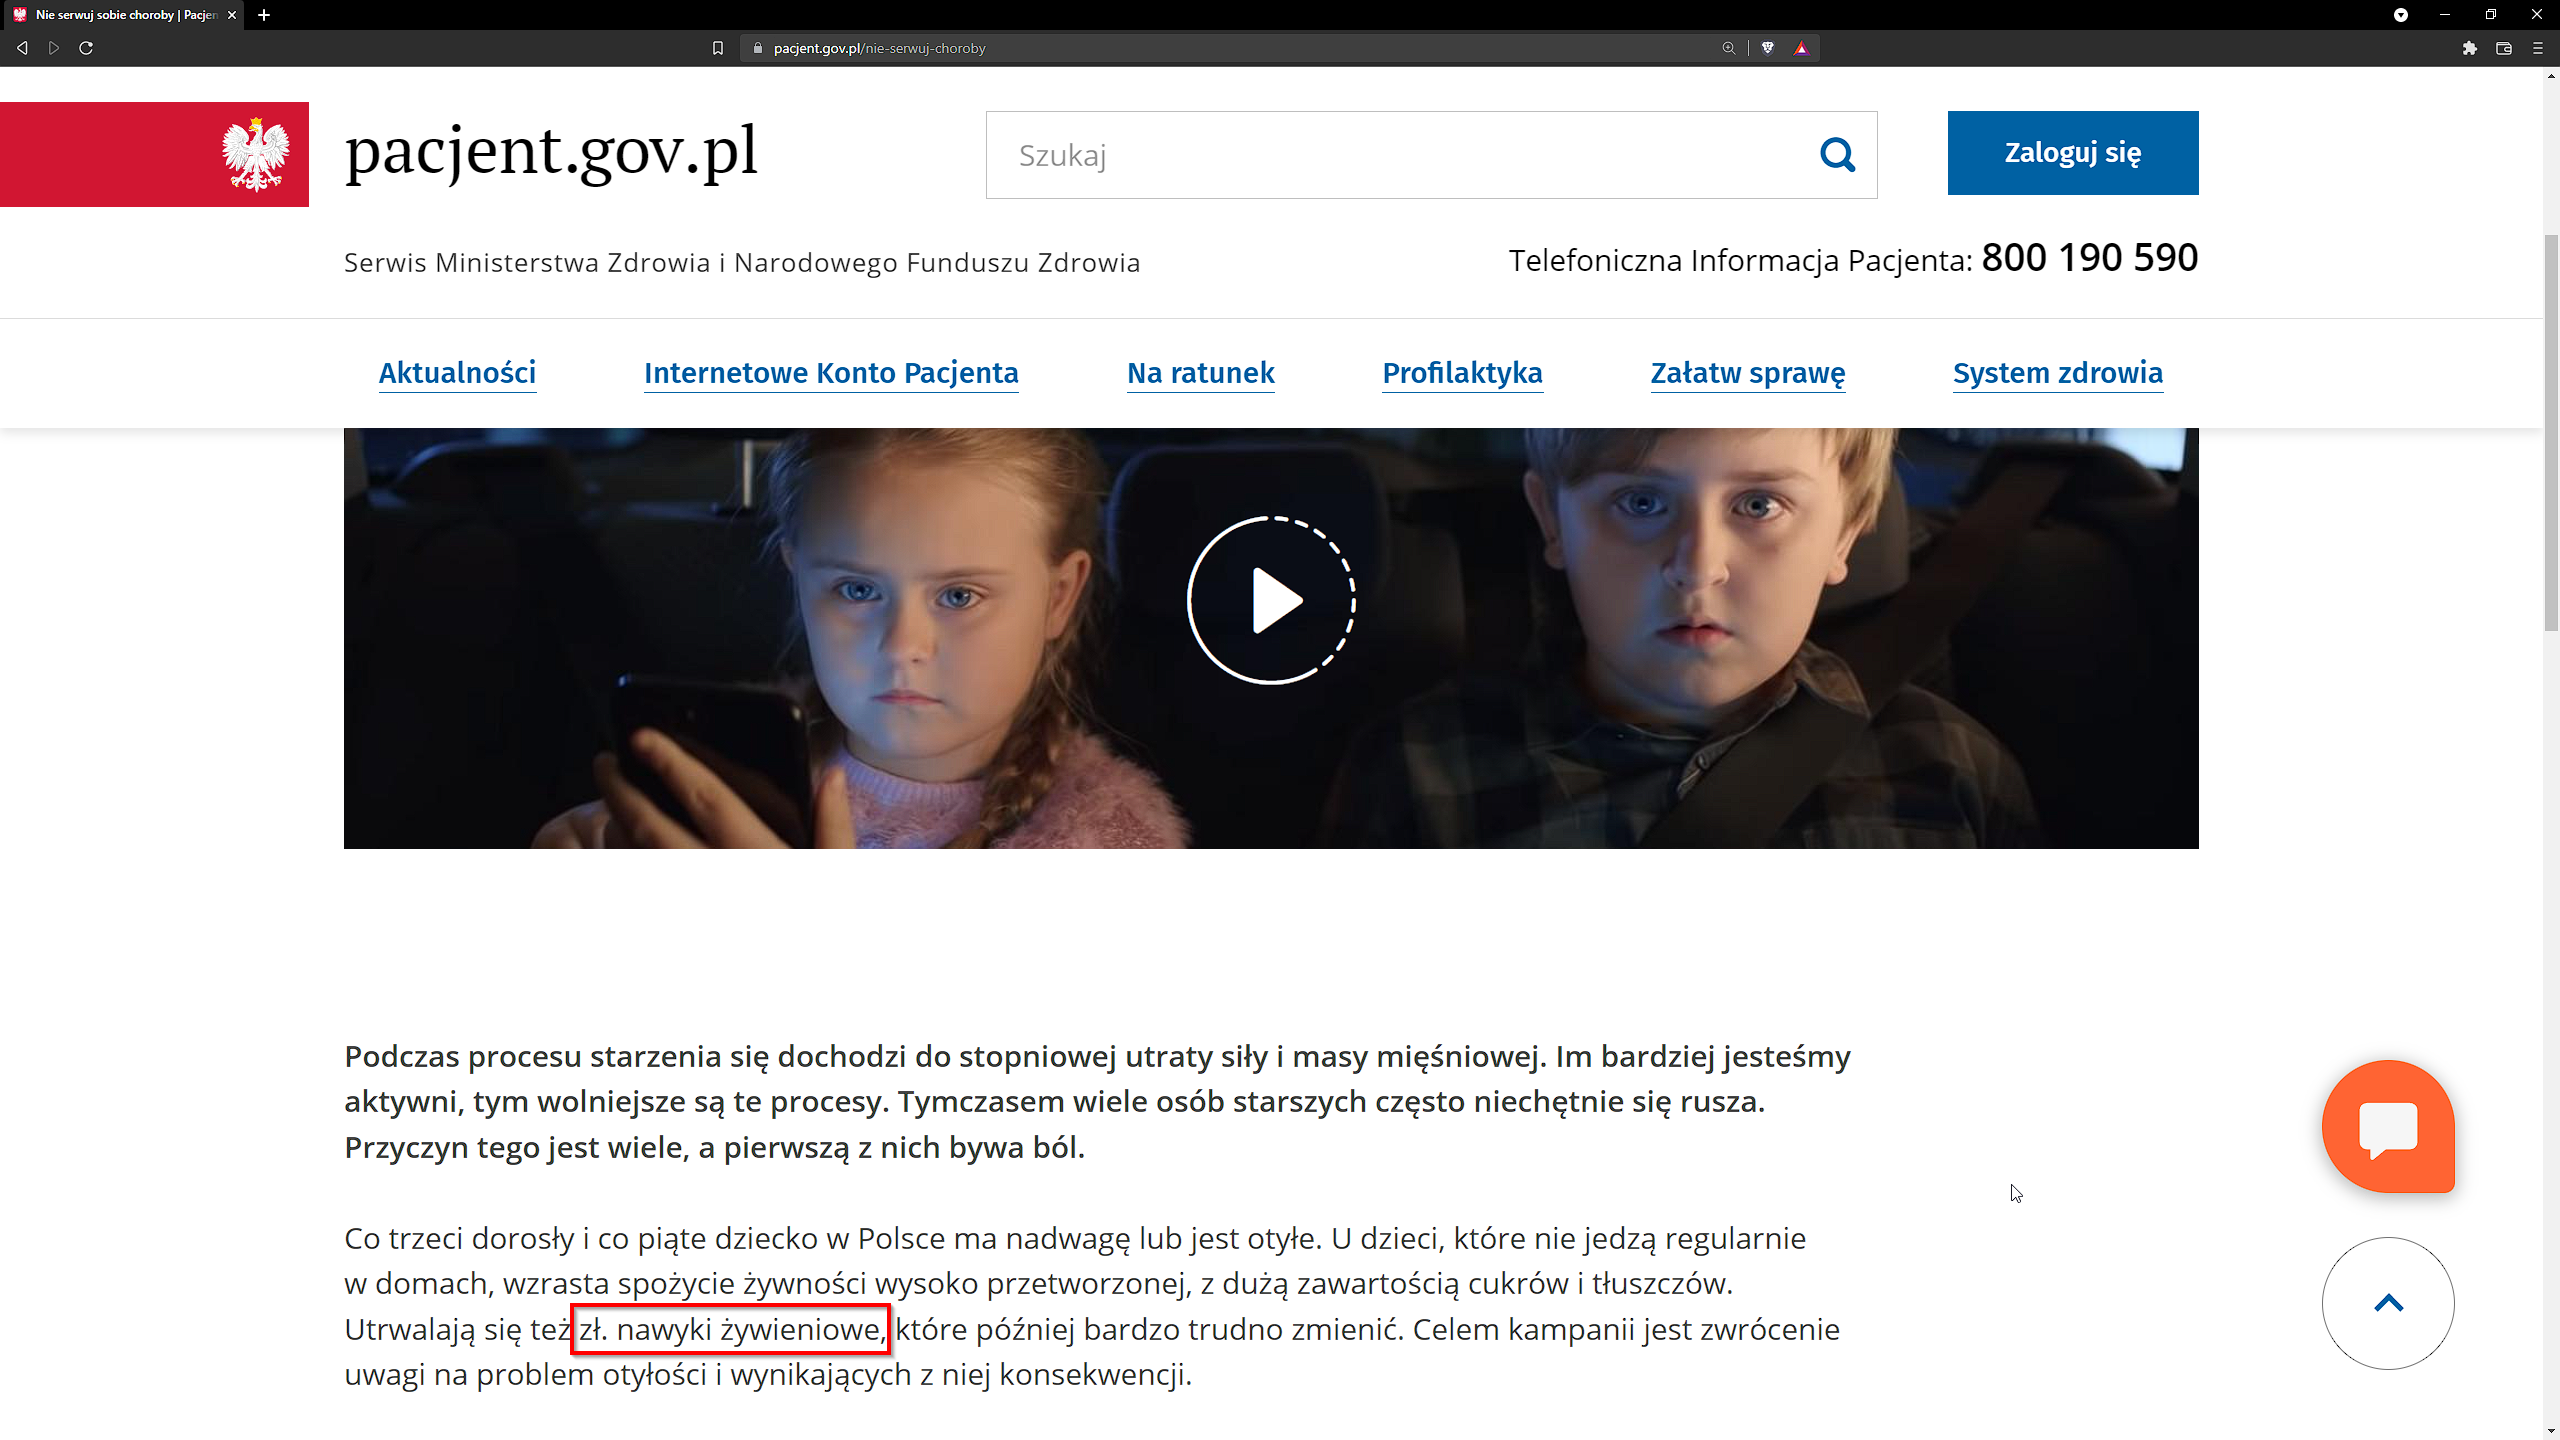 Nie serwuj sobie choroby | Pacjen
pacjent.gov.pl/nie-serwuj-choroby
pacjent.gov.pl
Szukaj
Zaloguj się
Serwis Ministerstwa Zdrowia i Narodowego Funduszu Zdrowia
Telefoniczna Informacja Pacjenta: 800 190 590
Aktualności Internetowe Konto Pacjenta Na ratunek Profilaktyka Załatw sprawę System zdrowia
Podczas procesu starzenia się dochodzi do stopniowej utraty siły i masy mięśniowej. Im bardziej jesteśmy
aktywni, tym wolniejsze są te procesy. Tymczasem wiele osób starszych często niechętnie się rusza.
Przyczyn tego jest wiele, a pierwszą z nich bywa ból.
Co trzeci dorosły i co piąte dziecko w Polsce ma nadwagę lub jest otyłe. U dzieci, które nie jedzą regularnie
w domach, wzrasta spożycie żywności wysoko przetworzonej, z dużą zawartością cukrów i tłuszczów.
Utrwalają się też zł. nawyki żywieniowe, które później bardzo trudno zmienić. Celem kampanii jest zwrócenie
uwagi na problem otyłości i wynikających z niej konsekwencji.